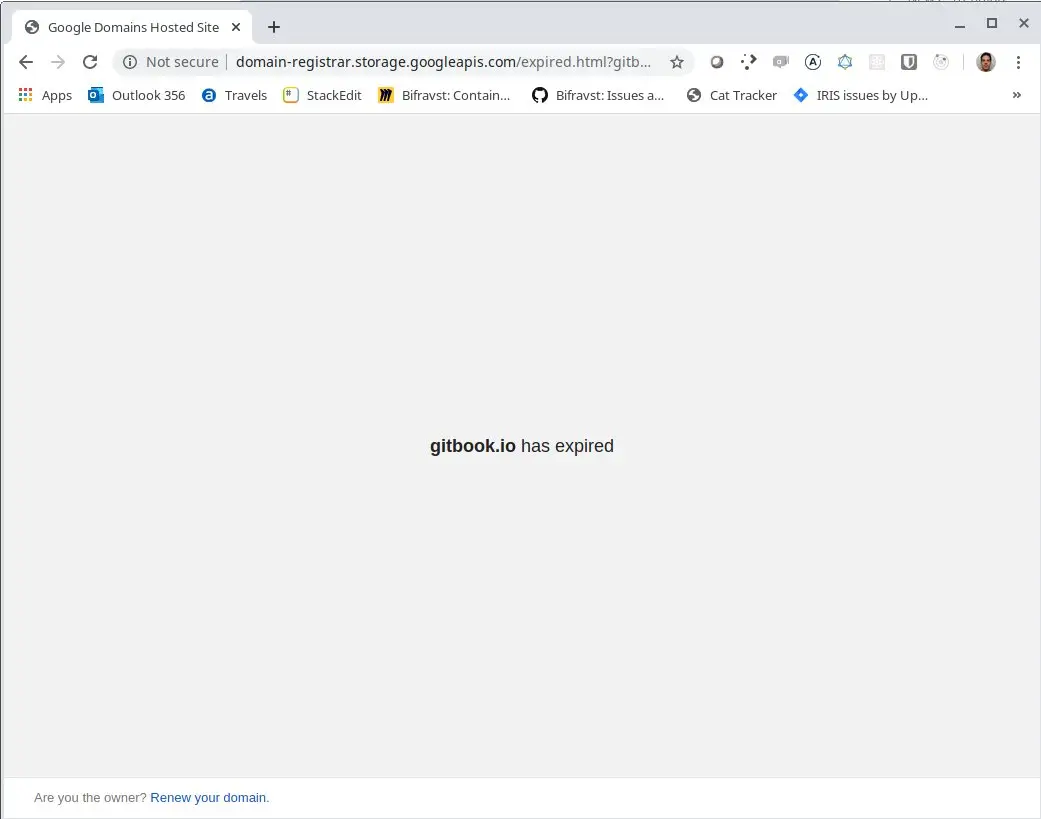 Google Domains Hosted Site
Not secure | domain-registrar.storage.googleapis.com/expired.html?gitb...
Apps Outlook 356 Travels StackEdit Bifravst: Contain... Bifravst: Issues a... Cat Tracker IRIS issues by Up... »
gitbook.io has expired
Are you the owner? Renew your domain.